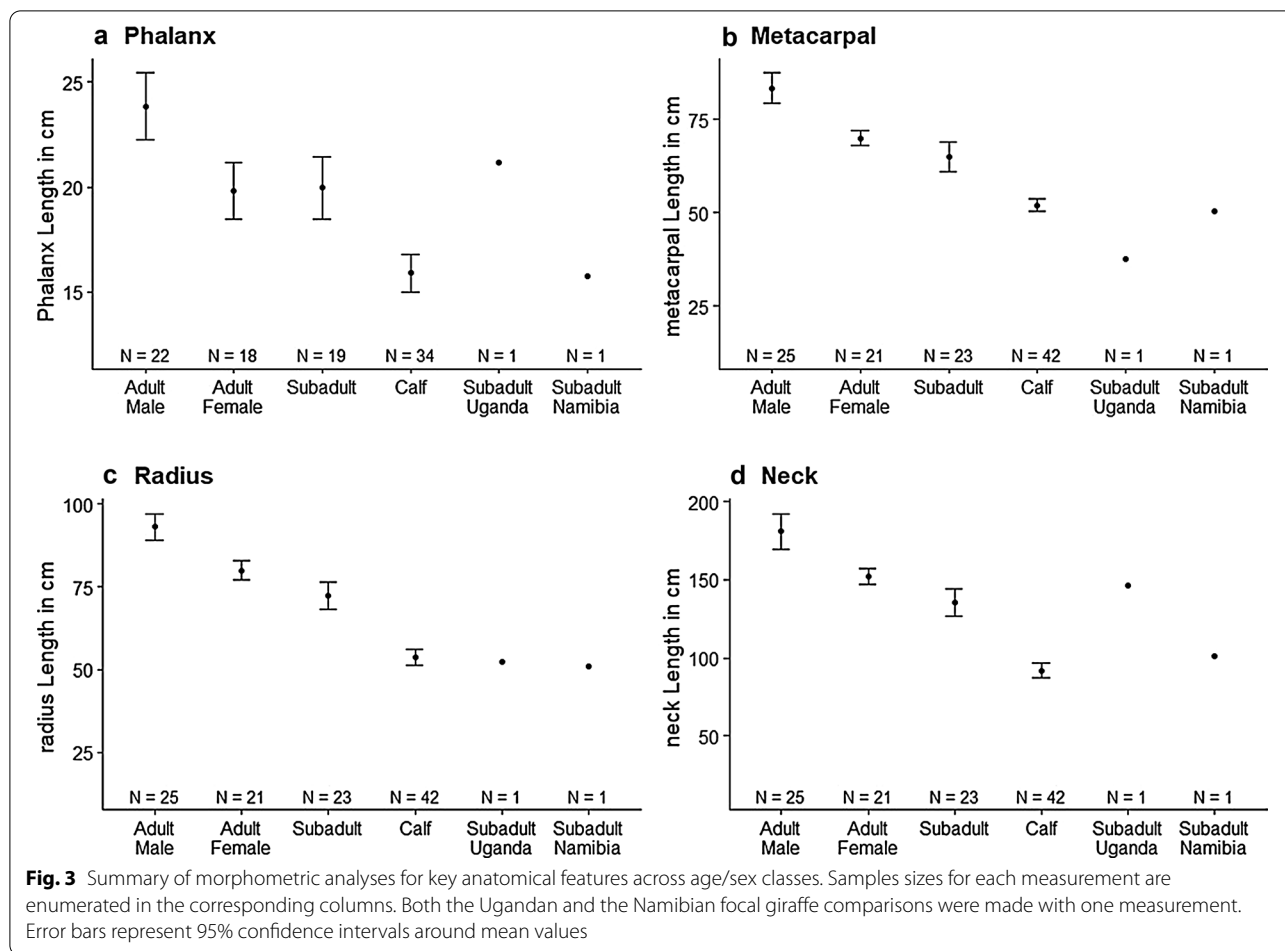 a Phalanx
Phalanx Length in cm
25
20
15
N = 22 N = 18 N = 19 N = 34 N = 1 N = 1
Adult Adult Subadult Calf Subadult Subadult
Male Female Uganda Namibia
b Metacarpal
metacarpal Length in cm
75
50
25
N = 25 N = 21 N = 23 N = 42 N = 1 N = 1
Adult Adult Subadult Calf Subadult Subadult
Male Female Uganda Namibia
c Radius
radius Length in cm
100
75
50
25
N = 25 N = 21 N = 23 N = 42 N = 1 N = 1
Adult Adult Subadult Calf Subadult Subadult
Male Female Uganda Namibia
d Neck
neck Length in cm
200
150
100
50
N = 25 N = 21 N = 23 N = 42 N = 1 N = 1
Adult Adult Subadult Calf Subadult Subadult
Male Female Uganda Namibia
Fig. 3 Summary of morphometric analyses for key anatomical features across age/sex classes. Samples sizes for each measurement are
enumerated in the corresponding columns. Both the Ugandan and the Namibian focal giraffe comparisons were made with one measurement.
Error bars represent 95% confidence intervals around mean values